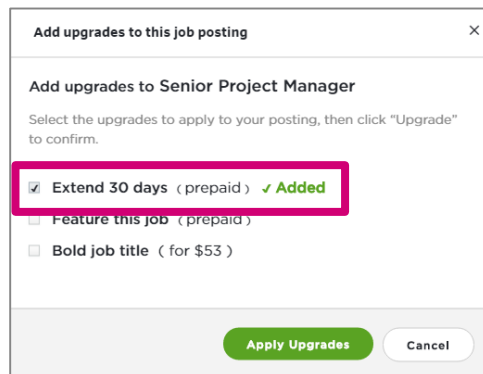 Add upgrades to this job posting ×
Add upgrades to Senior Project Manager
Select the upgrades to apply to your posting, then click “Upgrade”
to confirm.
Extend 30 days ( prepaid ) ✓ Added
Feature this job ( prepaid )
Bold job title ( for $53 )
Apply Upgrades Cancel